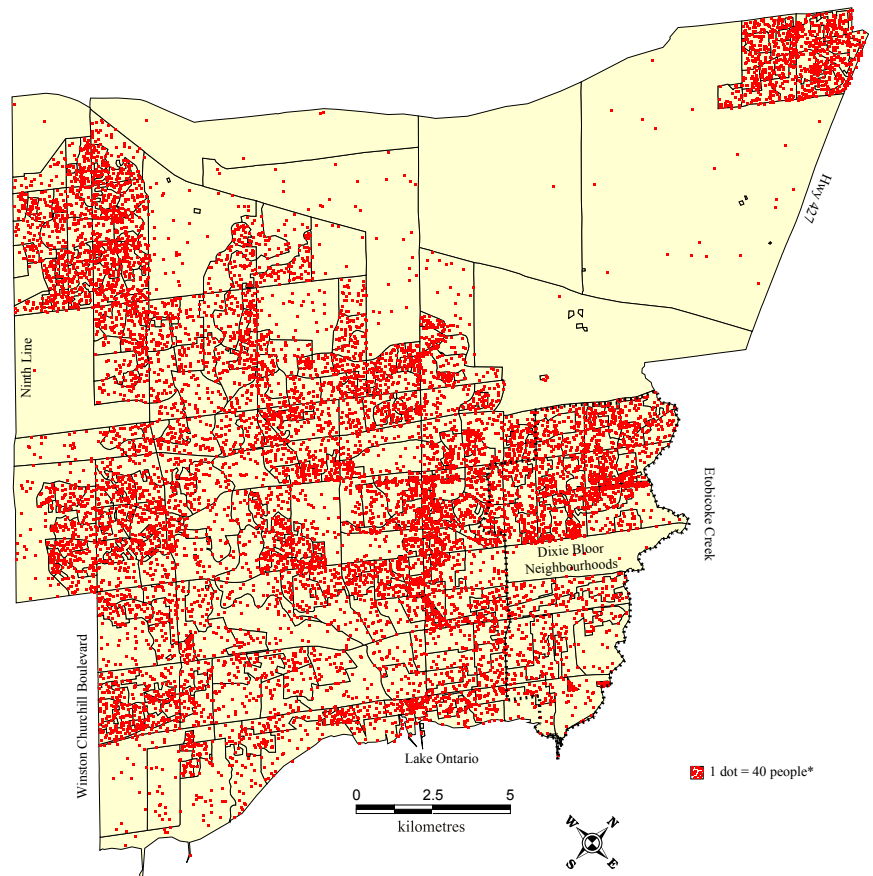 Hwy 427
Ninth Line
Etobicoke Creek
Dixie Bloor
Neighbourhoods
Winston Churchill Boulevard
Lake Ontario
1 dot = 40 people*
0 2.5 5
kilometres
W N
S E